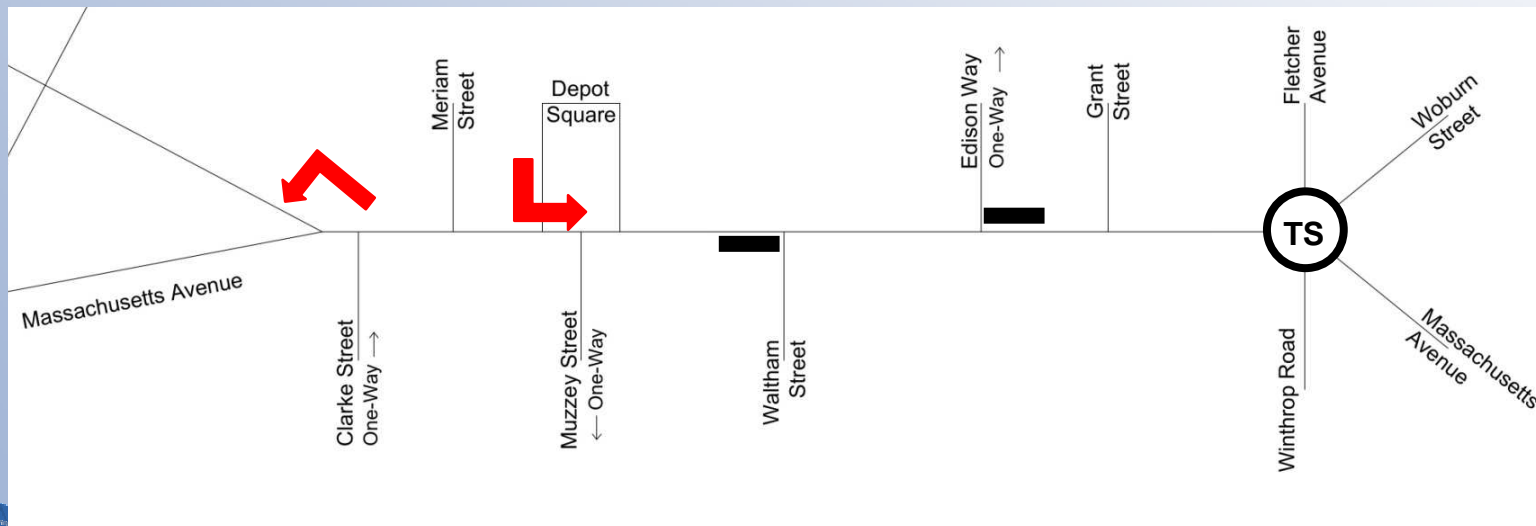 Meriam
Street
Depot
Square
Edison Way
One-Way →
Grant
Street
Fletcher
Avenue
Woburn
Street
TS
Massachusetts Avenue
Clarke Street
One-Way →
Muzzey Street
← One-Way
Waltham
Street
Winthrop Road
Massachusetts
Avenue